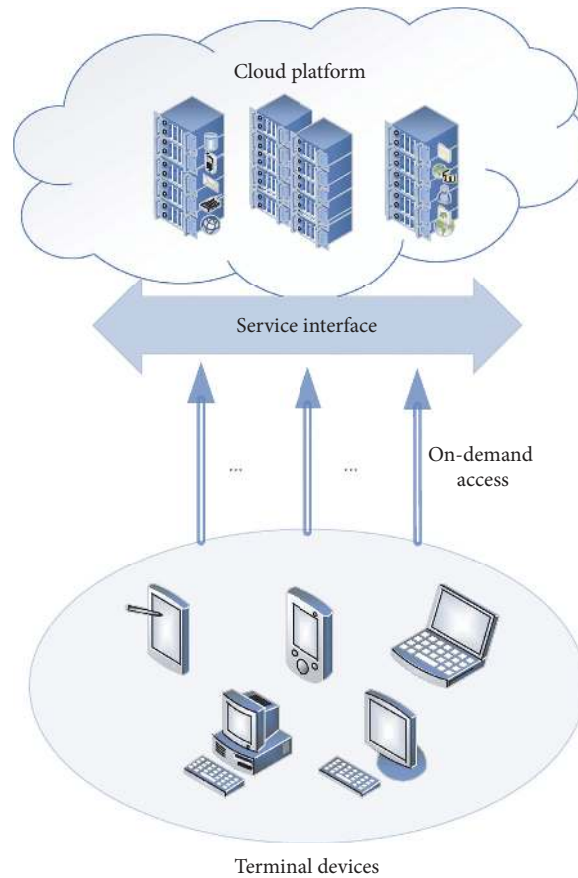 Cloud platform
Service interface
...
...
On-demand
access
Terminal devices